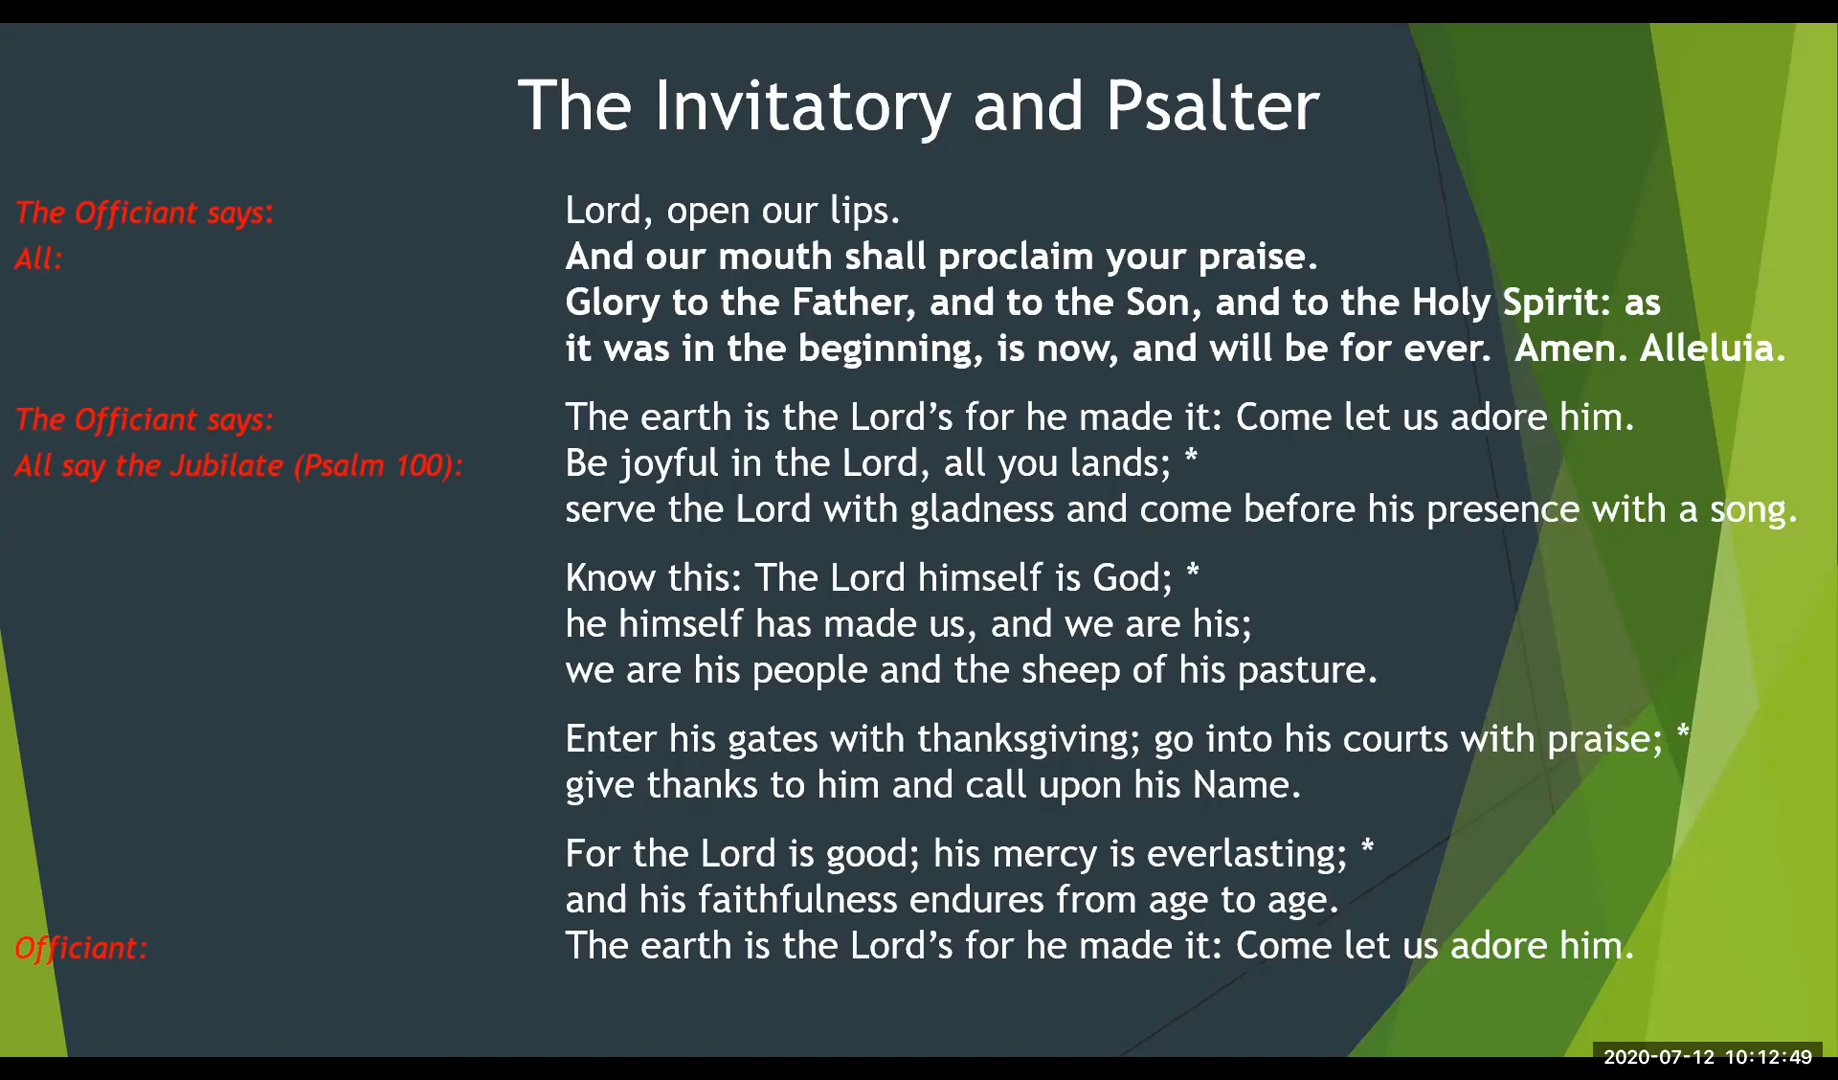 The Invitatory and Psalter
The Officiant says: Lord, open our lips.
All: And our mouth shall proclaim your praise.
Glory to the Father, and to the Son, and to the Holy Spirit: as
it was in the beginning, is now, and will be for ever.  Amen. Alleluia.
The Officiant says: The earth is the Lord’s for he made it: Come let us adore him.
All say the Jubilate (Psalm 100): Be joyful in the Lord, all you lands; *
serve the Lord with gladness and come before his presence with a song.
Know this: The Lord himself is God; *
he himself has made us, and we are his;
we are his people and the sheep of his pasture.
Enter his gates with thanksgiving; go into his courts with praise; *
give thanks to him and call upon his Name.
For the Lord is good; his mercy is everlasting; *
and his faithfulness endures from age to age.
Officiant: The earth is the Lord’s for he made it: Come let us adore him.
2020-07-12 10:12:49